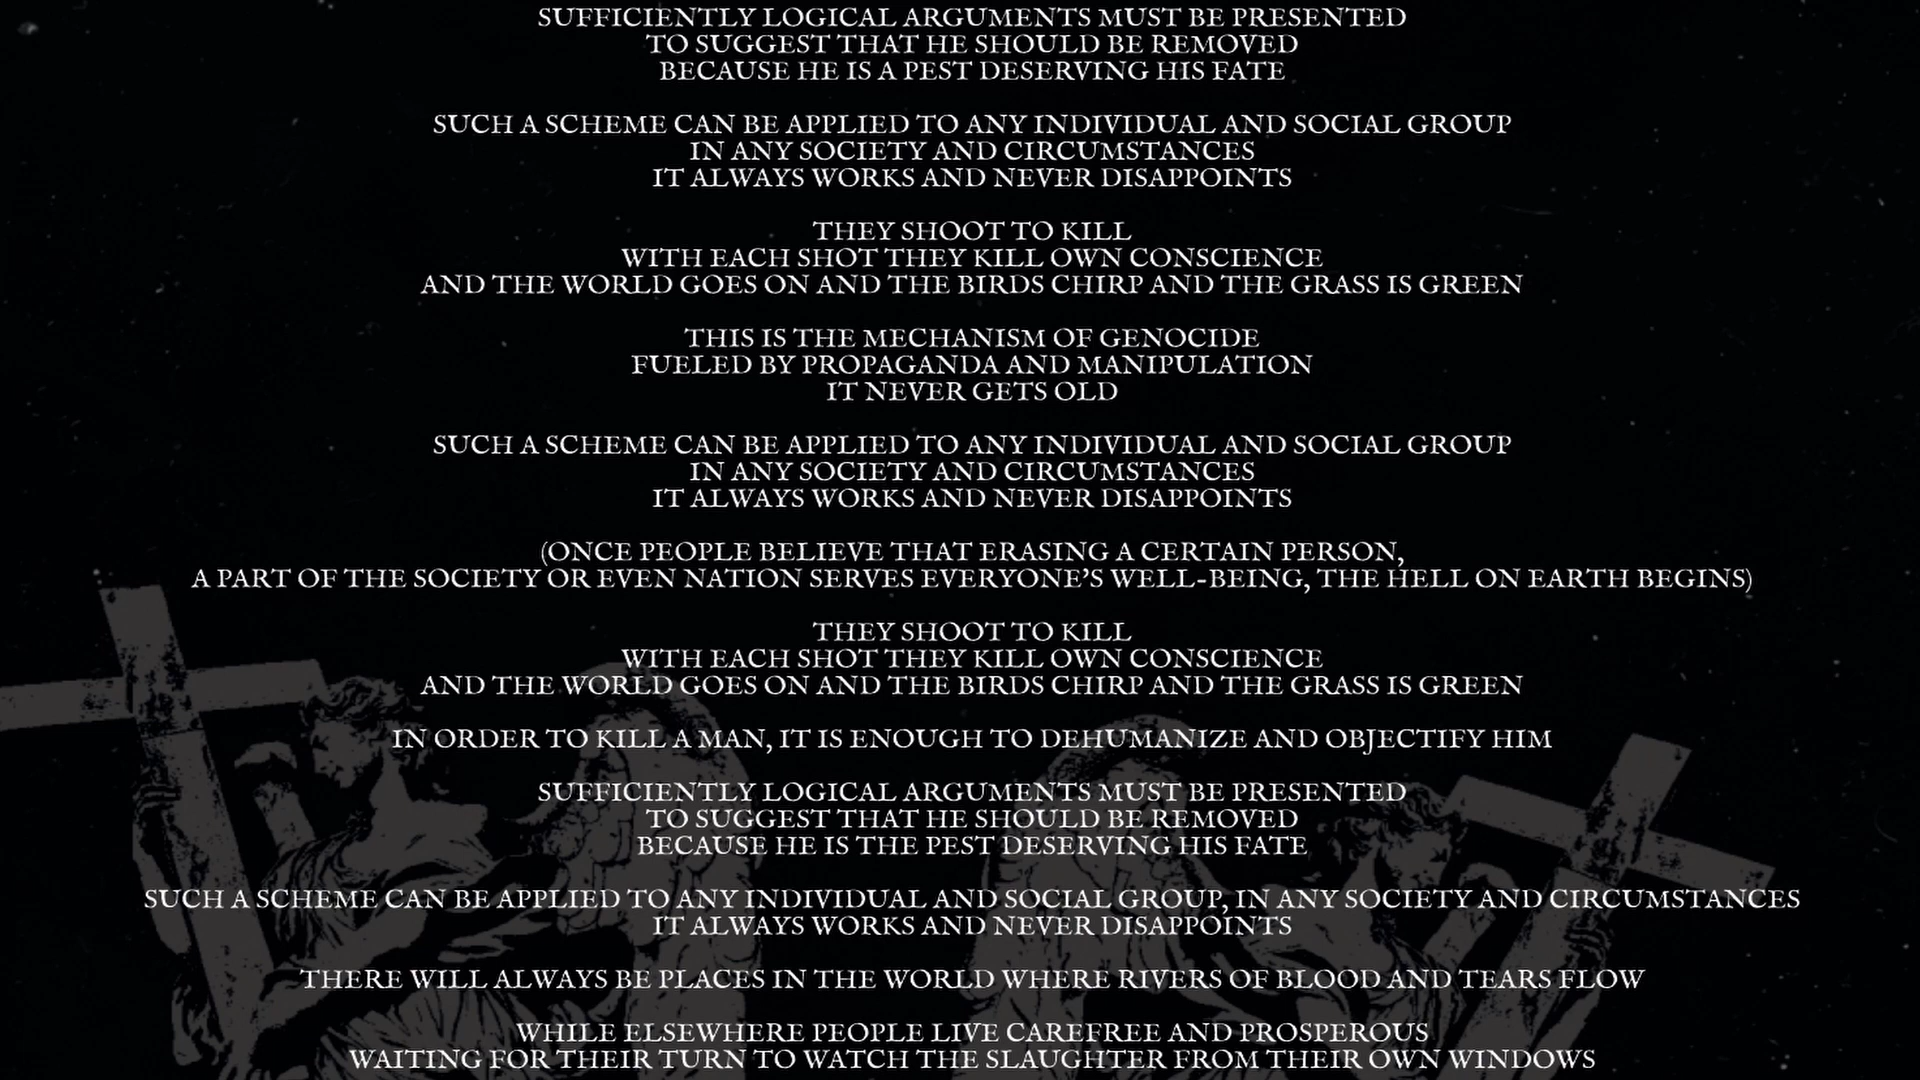 SUFFICIENTLY LOGICAL ARGUMENTS MUST BE PRESENTED
TO SUGGEST THAT HE SHOULD BE REMOVED
BECAUSE HE IS A PEST DESERVING HIS FATE
SUCH A SCHEME CAN BE APPLIED TO ANY INDIVIDUAL AND SOCIAL GROUP
IN ANY SOCIETY AND CIRCUMSTANCES
IT ALWAYS WORKS AND NEVER DISAPPOINTS
THEY SHOOT TO KILL
WITH EACH SHOT THEY KILL OWN CONSCIENCE
AND THE WORLD GOES ON AND THE BIRDS CHIRP AND THE GRASS IS GREEN
THIS IS THE MECHANISM OF GENOCIDE
FUELED BY PROPAGANDA AND MANIPULATION
IT NEVER GETS OLD
SUCH A SCHEME CAN BE APPLIED TO ANY INDIVIDUAL AND SOCIAL GROUP
IN ANY SOCIETY AND CIRCUMSTANCES
IT ALWAYS WORKS AND NEVER DISAPPOINTS
(ONCE PEOPLE BELIEVE THAT ERASING A CERTAIN PERSON,
A PART OF THE SOCIETY OR EVEN NATION SERVES EVERYONE'S WELL-BEING, THE HELL ON EARTH BEGINS)
THEY SHOOT TO KILL
WITH EACH SHOT THEY KILL OWN CONSCIENCE
AND THE WORLD GOES ON AND THE BIRDS CHIRP AND THE GRASS IS GREEN
IN ORDER TO KILL A MAN, IT IS ENOUGH TO DEHUMANIZE AND OBJECTIFY HIM
SUFFICIENTLY LOGICAL ARGUMENTS MUST BE PRESENTED
TO SUGGEST THAT HE SHOULD BE REMOVED
BECAUSE HE IS THE PEST DESERVING HIS FATE
SUCH A SCHEME CAN BE APPLIED TO ANY INDIVIDUAL AND SOCIAL GROUP, IN ANY SOCIETY AND CIRCUMSTANCES
IT ALWAYS WORKS AND NEVER DISAPPOINTS
THERE WILL ALWAYS BE PLACES IN THE WORLD WHERE RIVERS OF BLOOD AND TEARS FLOW
WHILE ELSEWHERE PEOPLE LIVE CAREFREE AND PROSPEROUS
WAITING FOR THEIR TURN TO WATCH THE SLAUGHTER FROM THEIR OWN WINDOWS